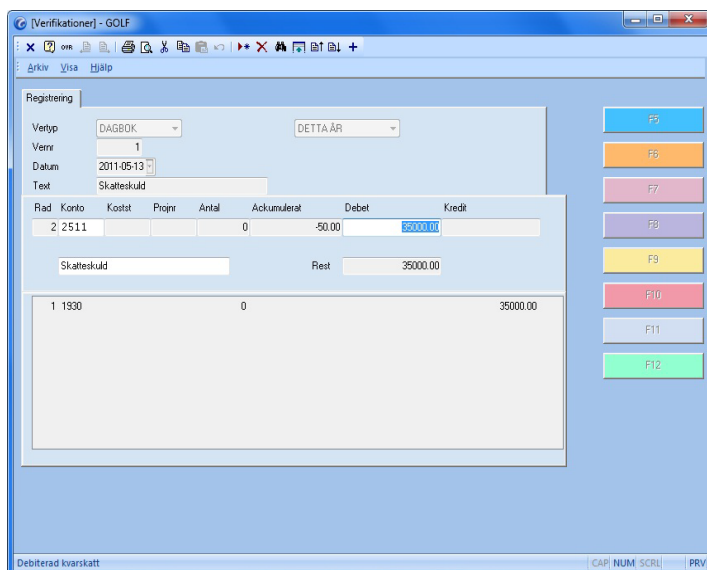 [Verifikationer] - GOLF
OVR
Arkiv Visa Hjälp
Registrering
Vertyp DAGBOK DETTA ÅR
Vernr 1
Datum 2011-05-13
Text Skatteskuld
Rad Konto Kostst Projnr Antal Ackumulerat Debet Kredit
2 2511 0 -50.00 35000.00
Skatteskuld Rest 35000.00
1 1930 0 35000.00
F5
F6
F7
F8
F9
F10
F11
F12
Debiterad kvarskatt CAP NUM SCRL PRV